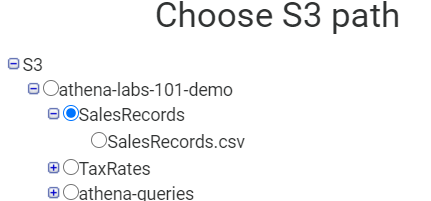 Choose S3 path
S3
athena-labs-101-demo
SalesRecords
SalesRecords.csv
TaxRates
athena-queries